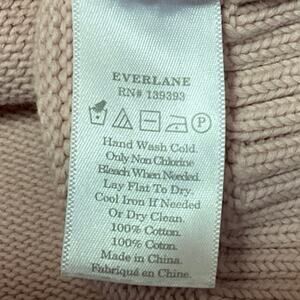 EVERLANE
RN# 139393
P
Hand Wash Cold.
Only Non Chlorine
Bleach When Needed.
Lay Flat To Dry.
Cool Iron If Needed
Or Dry Clean.
100% Cotton.
100% Coton.
Made in China.
Fabriqué en Chine.